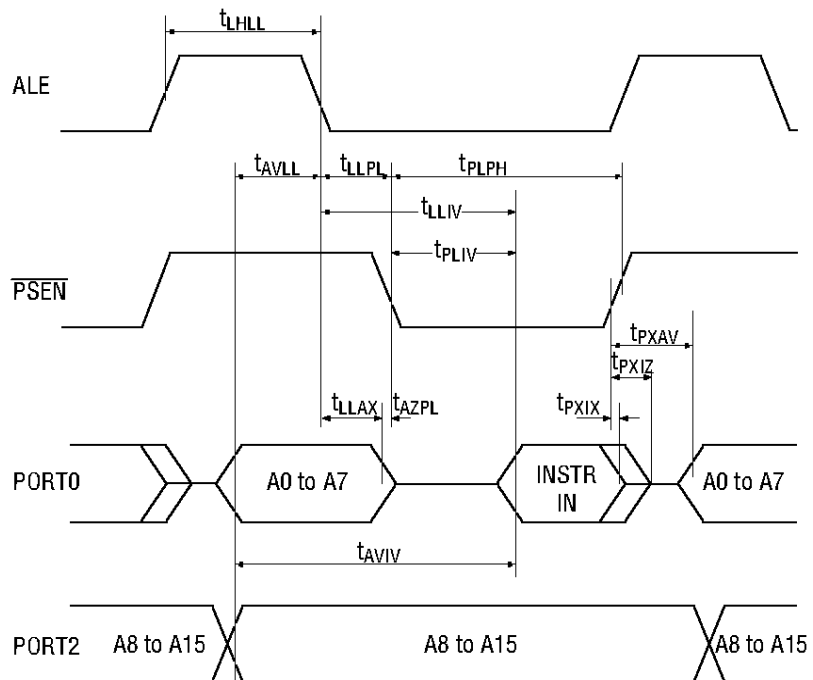 tLHLL
ALE
tAVLL tLLPL tPLPH
tLLIV
tPLIV
PSEN
tPXAV
tPXIZ
tLLAX tAZPL tPXIX
PORT0 A0 to A7 INSTR IN A0 to A7
tAVIV
PORT2 A8 to A15 A8 to A15 A8 to A15